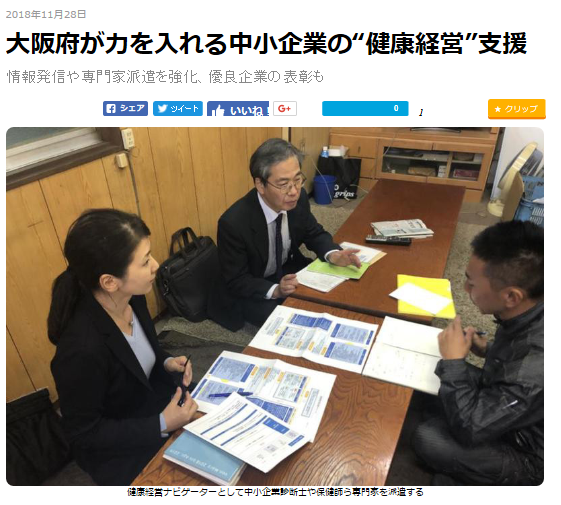 2018年11月28日
大阪府が力を入れる中小企業の“健康経営”支援
情報発信や専門家派遣を強化、優良企業の表彰も
シェア
ツイート
いいね!
G+
0
1
★ クリップ
健康経営ナビゲーターとして中小企業診断士や保健師ら専門家を派遣する